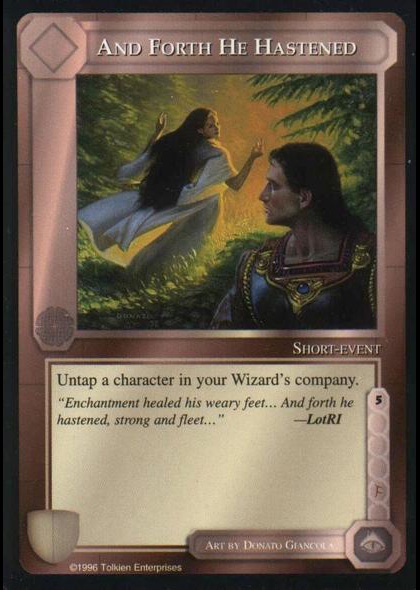 And Forth He Hastened
DONATO
Short-event
Untap a character in your Wizard's company.
"Enchantment healed his weary feet... And forth he
hastened, strong and fleet..." —LotRI
5
F
Art by Donato Giancola
©1996 Tolkien Enterprises